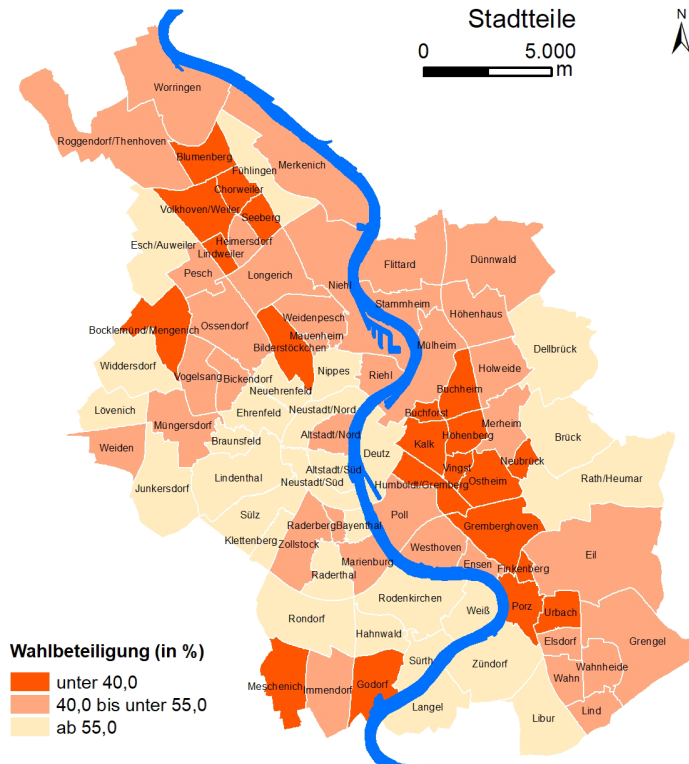 Stadtteile
N
0 5.000
m
Worringen
Roggendorf/Thenhoven
Blumenberg
Fühlingen
Merkenich
Chorweiler
Volkhoven/Weiler
Seeberg
Heimersdorf
Esch/Auweiler
Lindweiler
Pesch
Longerich
Niehl
Flittard
Dünnwald
Stammheim
Höhenhaus
Weidenpesch
Ossendorf
Bocklemünd/Mengenich
Mauenheim
Bilderstöckchen
Mülheim
Dellbrück
Widdersdorf
Vogelsang
Bickendorf
Nippes
Riehl
Holweide
Neuehrenfeld
Buchheim
Lövenich
Ehrenfeld
Neustadt/Nord
Buchforst
Merheim
Müngersdorf
Braunsfeld
Altstadt/Nord
Kalk
Höhenberg
Brück
Weiden
Deutz
Neubrück
Junkersdorf
Lindenthal
Altstadt/Süd
Vingst
Rath/Heumar
Neustadt/Süd
Humboldt/Gremberg
Ostheim
Sülz
Raderberg
Bayenthal
Poll
Gremberghoven
Klettenberg
Zollstock
Westhoven
Eil
Marienburg
Raderthal
Ensen
Finkenberg
Rodenkirchen
Weiß
Porz
Urbach
Rondorf
Hahnwald
Elsdorf
Grengel
Wahlbeteiligung (in %)
Sürth
Zündorf
Wahnheide
Wahn
unter 40,0
Meschenich
Immendorf
Godorf
40,0 bis unter 55,0
Langel
Lind
Libur
ab 55,0